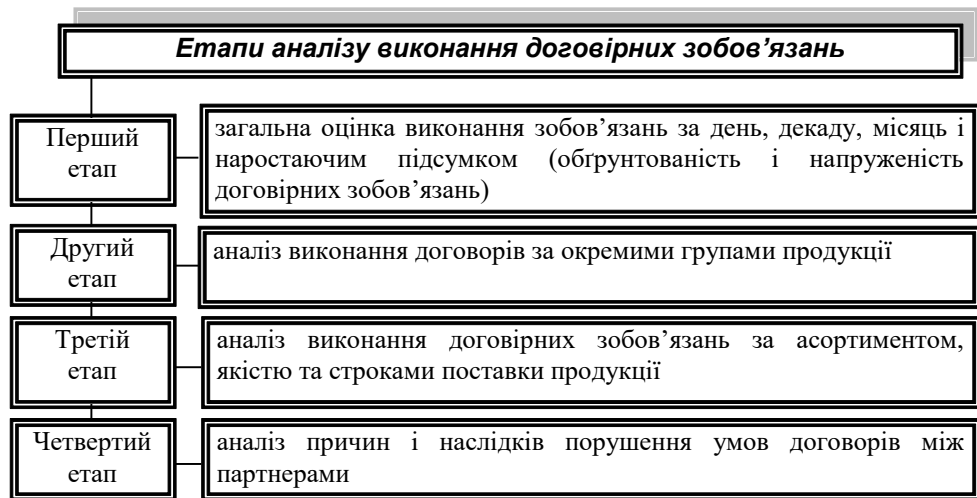 Етапи аналізу виконання договірних зобов’язань
Перший
етап
загальна оцінка виконання зобов’язань за день, декаду, місяць і
наростаючим підсумком (обґрунтованість і напруженість
договірних зобов’язань)
Другий
етап
аналіз виконання договорів за окремими групами продукції
Третій
етап
аналіз виконання договірних зобов’язань за асортиментом,
якістю та строками поставки продукції
Четвертий
етап
аналіз причин і наслідків порушення умов договорів між
партнерами